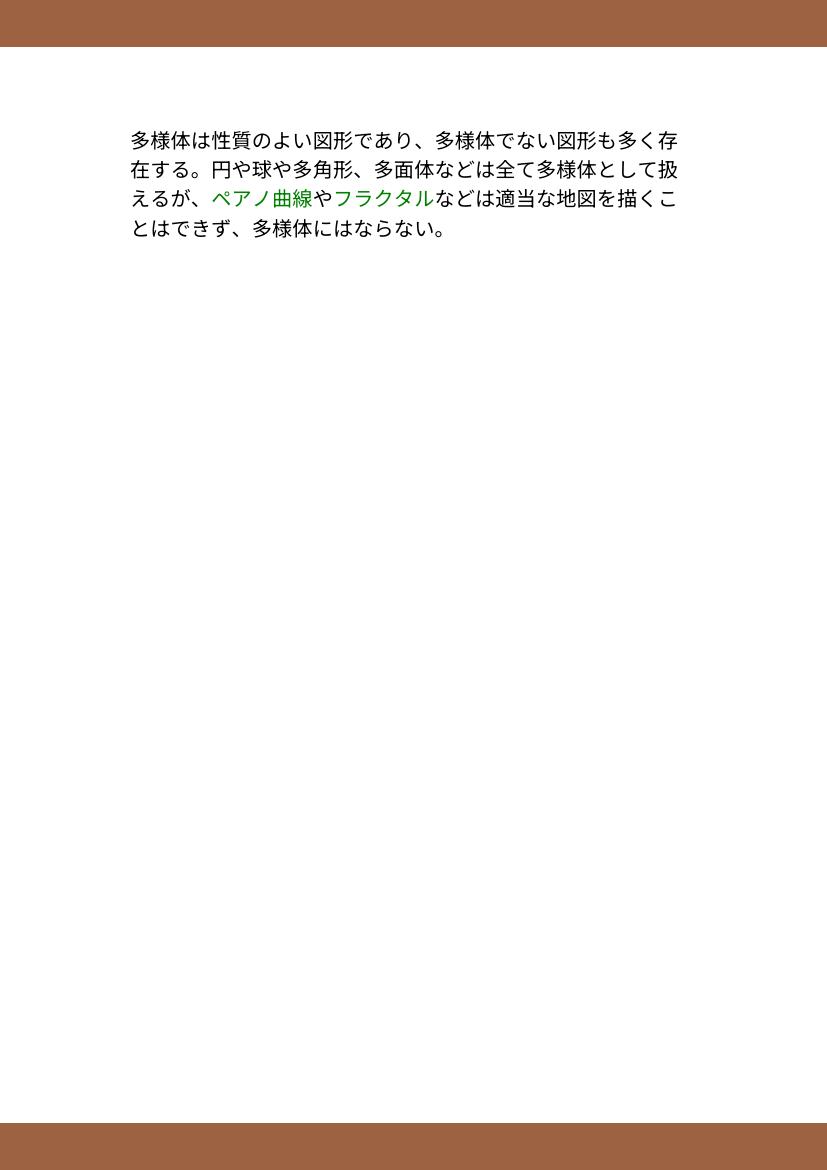 多様体は性質のよい図形であり、多様体でない図形も多く存
在する。円や球や多角形、多面体などは全て多様体として扱
えるが、ペアノ曲線やフラクタルなどは適当な地図を描くこ
とはできず、多様体にはならない。